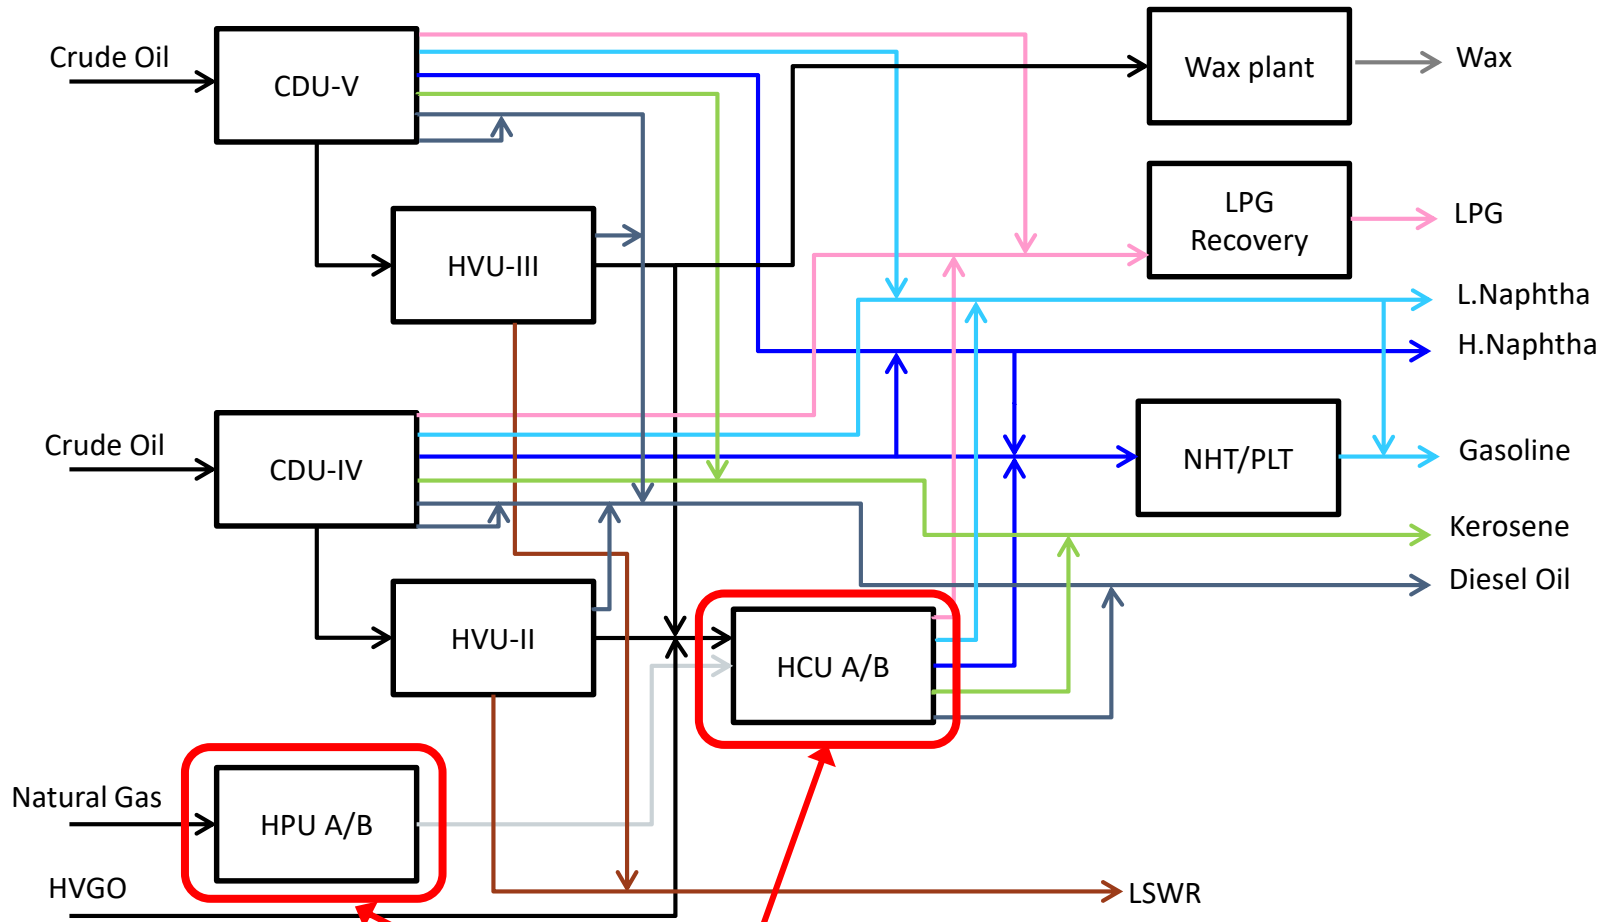 Crude Oil
CDU-V
Wax plant
Wax
HVU-III
LPG
Recovery
LPG
L.Naphtha
H.Naphtha
Crude Oil
CDU-IV
NHT/PLT
Gasoline
Kerosene
Diesel Oil
HVU-II
HCU A/B
Natural Gas
HPU A/B
HVGO
LSWR